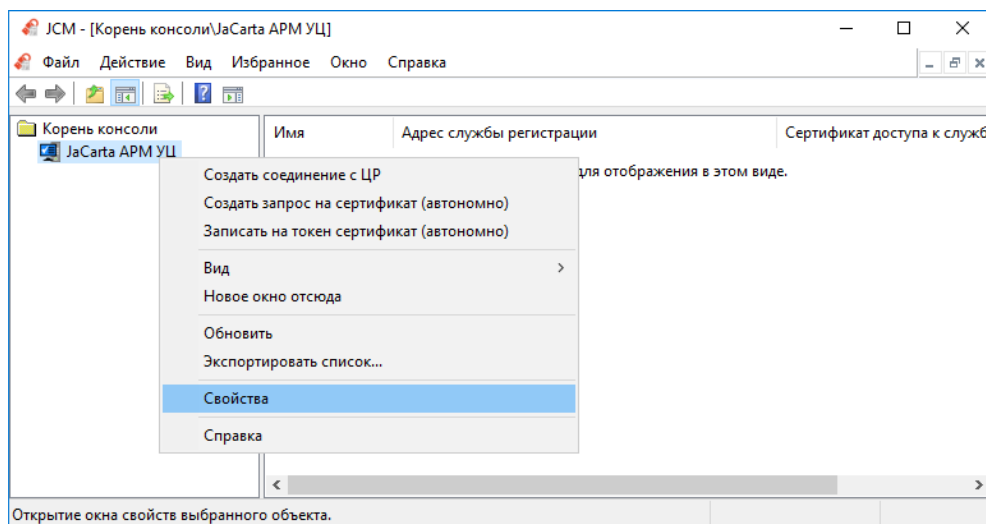 JCM - [Корень консоли\JaCarta АРМ УЦ]
Файл Действие Вид Избранное Окно Справка
Корень консоли
JaCarta АРМ УЦ
Имя Адрес службы регистрации Сертификат доступа к служб
для отображения в этом виде.
Создать соединение с ЦР
Создать запрос на сертификат (автономно)
Записать на токен сертификат (автономно)
Вид
Новое окно отсюда
Обновить
Экспортировать список...
Свойства
Справка
Открытие окна свойств выбранного объекта.